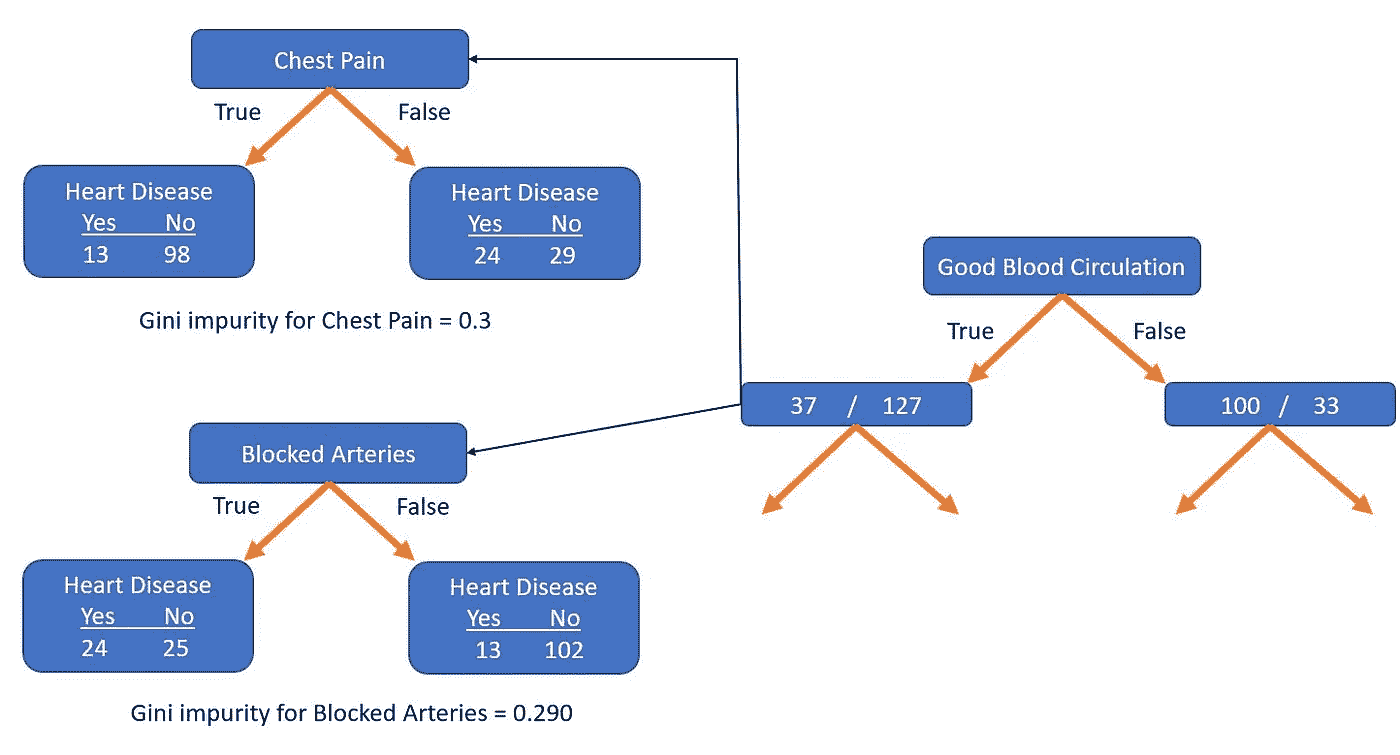 Chest Pain
True False
Heart Disease
Yes No
13 98
Heart Disease
Yes No
24 29
Gini impurity for Chest Pain = 0.3
Good Blood Circulation
True False
37 / 127
100 / 33
Blocked Arteries
True False
Heart Disease
Yes No
24 25
Heart Disease
Yes No
13 102
Gini impurity for Blocked Arteries = 0.290